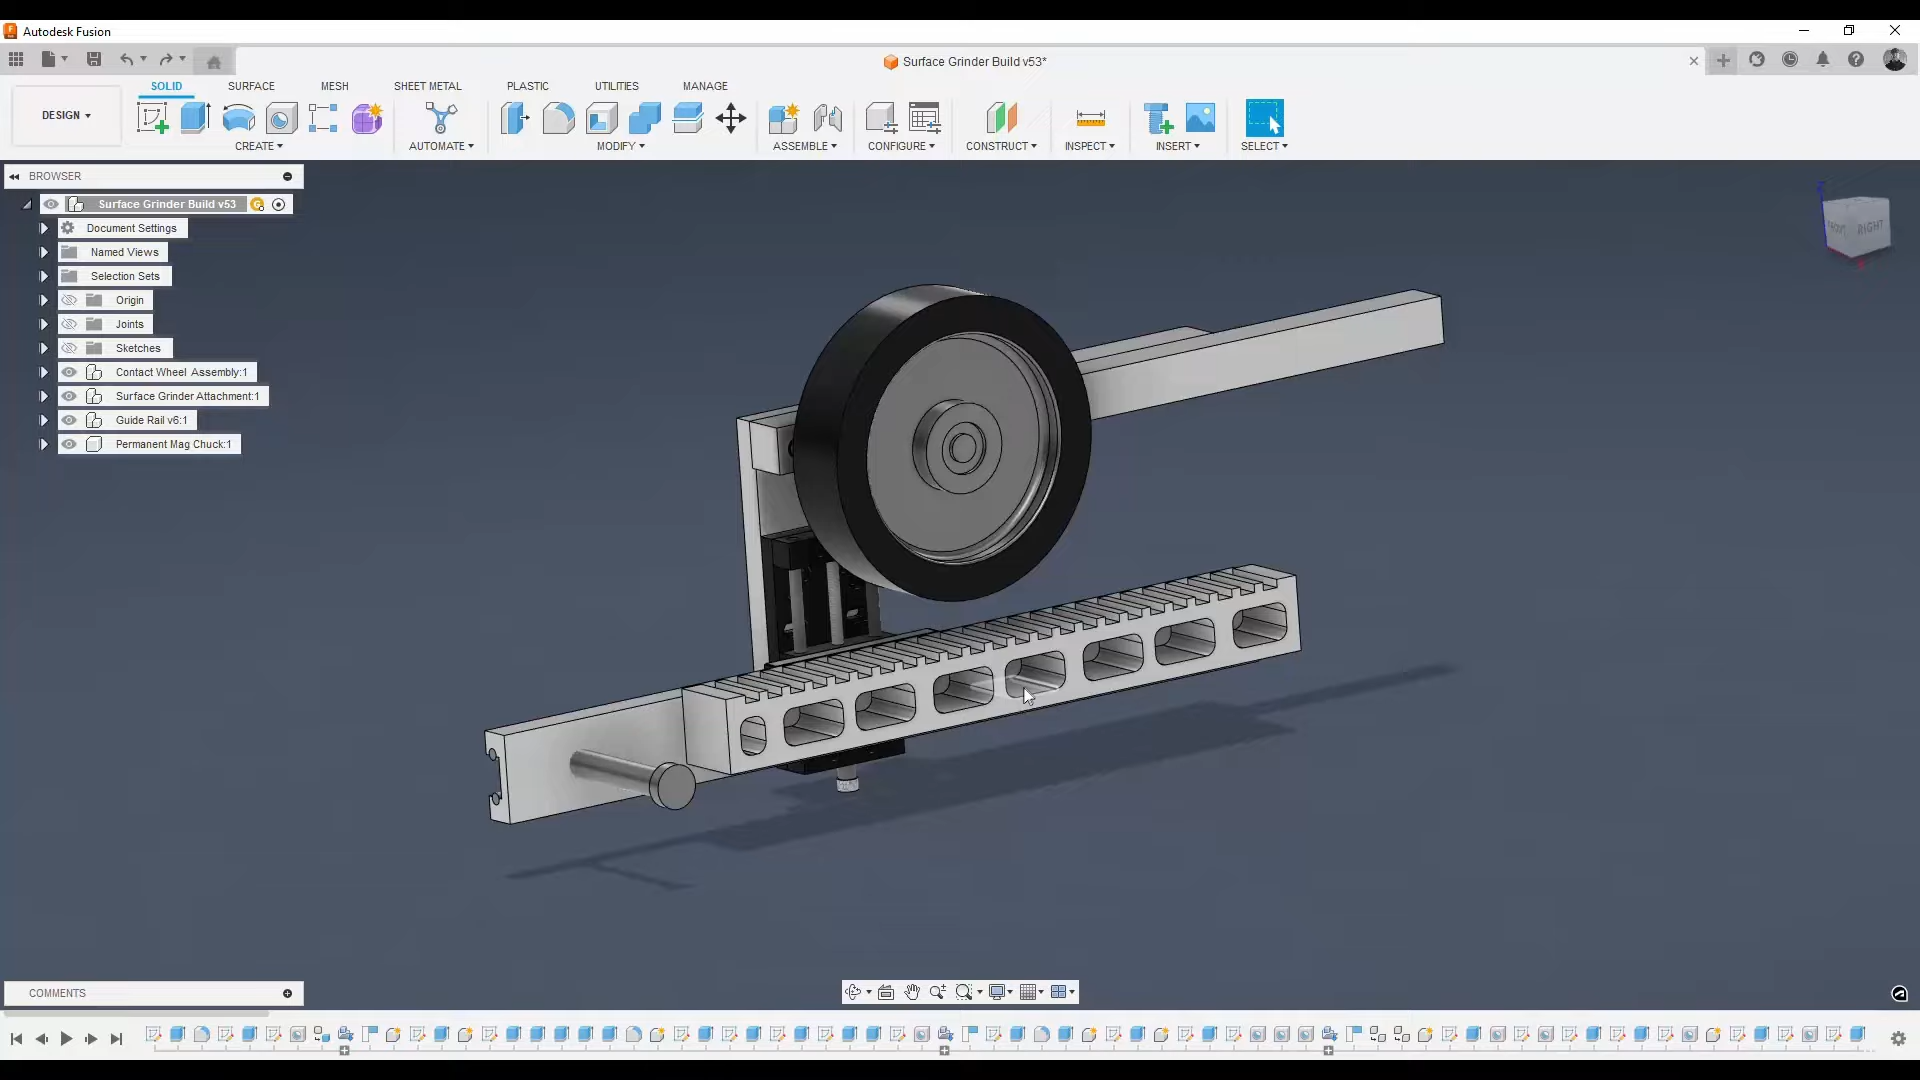 Autodesk Fusion
Surface Grinder Build v53*
SOLID
SURFACE
MESH
SHEET METAL
PLASTIC
UTILITIES
MANAGE
DESIGN
CREATE
AUTOMATE
MODIFY
ASSEMBLE
CONFIGURE
CONSTRUCT
INSPECT
INSERT
SELECT
BROWSER
Surface Grinder Build v53
Document Settings
Named Views
Selection Sets
Origin
Joints
Sketches
Contact Wheel Assembly:1
Surface Grinder Attachment:1
Guide Rail v6:1
Permanent Mag Chuck:1
Z
RIGHT
COMMENTS